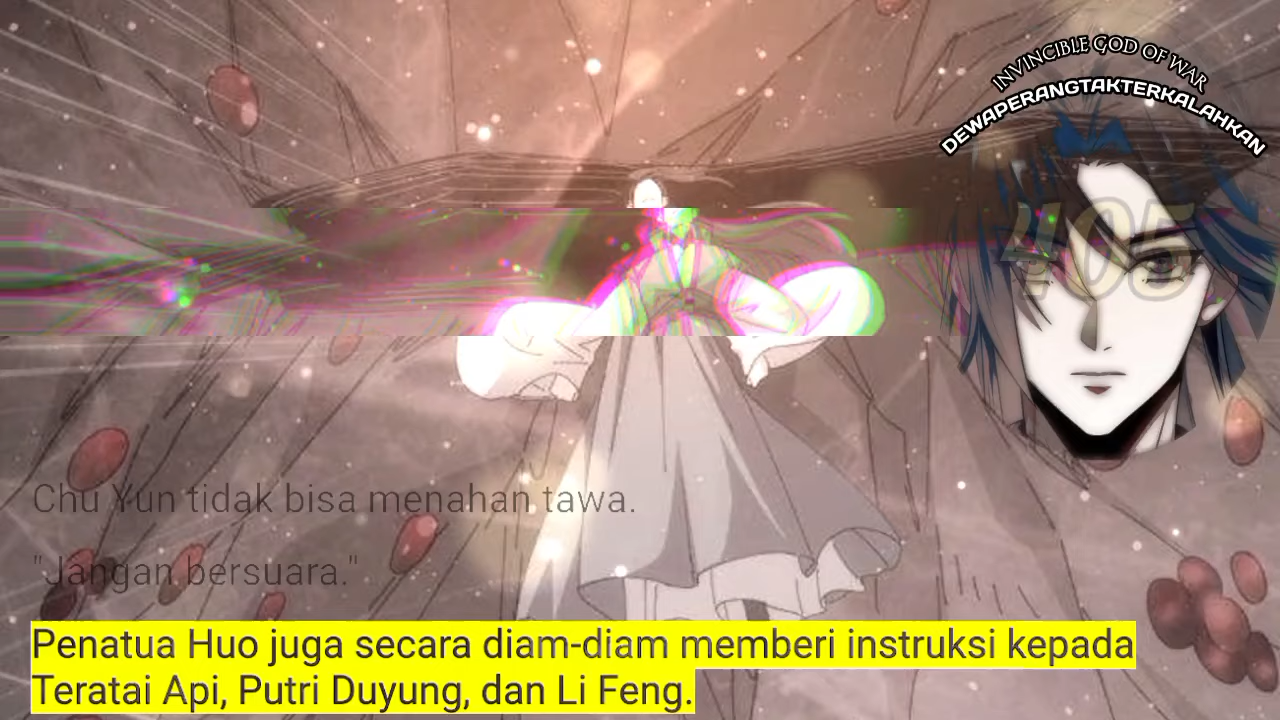 INVINCIBLE GOD OF WAR
DEWAPERANGTAKTERKALAHKAN
405
Chu Yun tidak bisa menahan tawa.
"Jangan bersuara."
Penatua Huo juga secara diam-diam memberi instruksi kepada
Teratai Api, Putri Duyung, dan Li Feng.